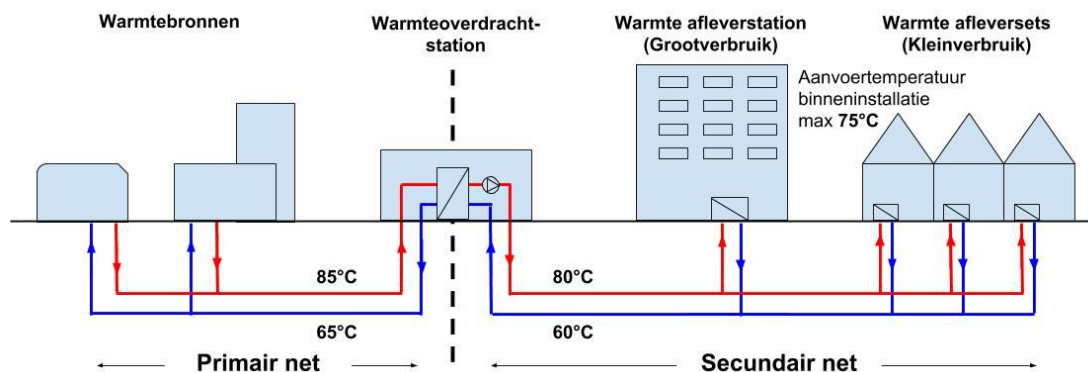 Warmtebronnen
Warmteoverdracht-
station
Warmte afleverstation
(Grootverbruik)
Warmte afleversets
(Kleinverbruik)
Aanvoertemperatuur
binneninstallatie
max 75°C
85°C
80°C
65°C
60°C
Primair net
Secundair net